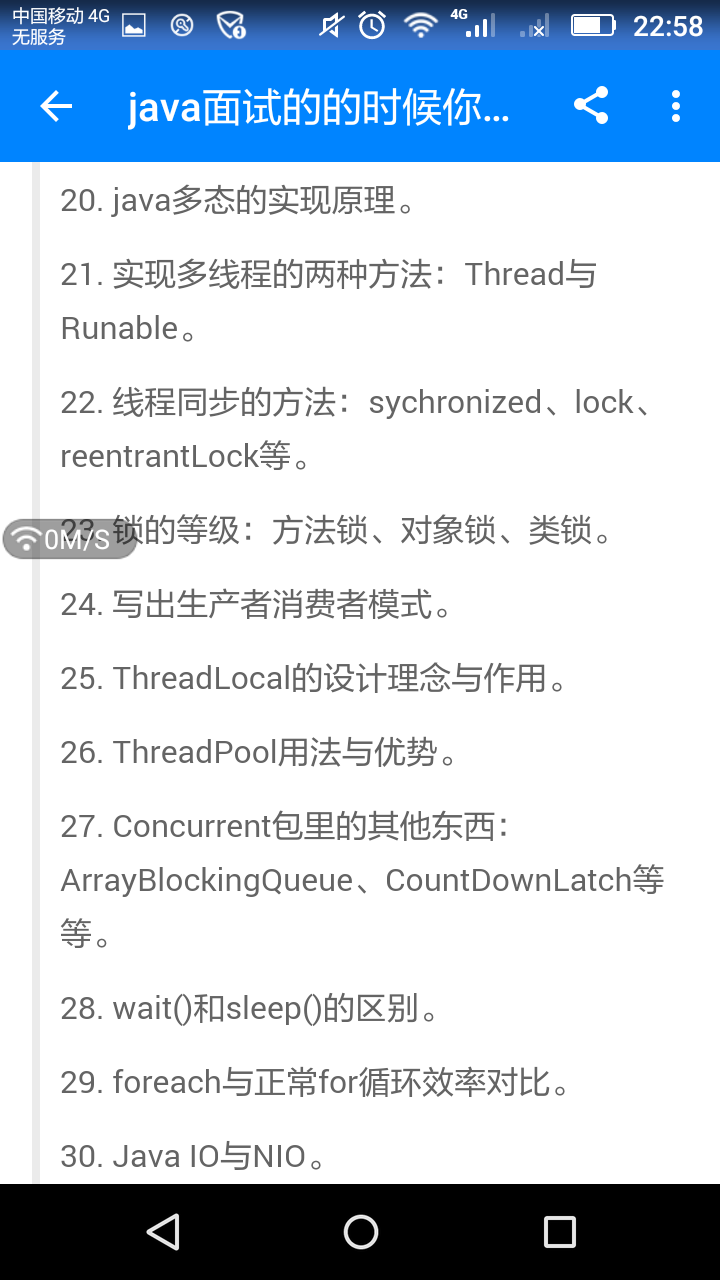 中国移动 4G
无服务
4G
22:58
java面试的的时候你...
20. java多态的实现原理。
21. 实现多线程的两种方法：Thread与
Runable。
22. 线程同步的方法：sychronized、lock、
reentrantLock等。
23. 锁的等级：方法锁、对象锁、类锁。
0M/S
24. 写出生产者消费者模式。
25. ThreadLocal的设计理念与作用。
26. ThreadPool用法与优势。
27. Concurrent包里的其他东西：
ArrayBlockingQueue、CountDownLatch等
等。
28. wait()和sleep()的区别。
29. foreach与正常for循环效率对比。
30. Java IO与NIO。